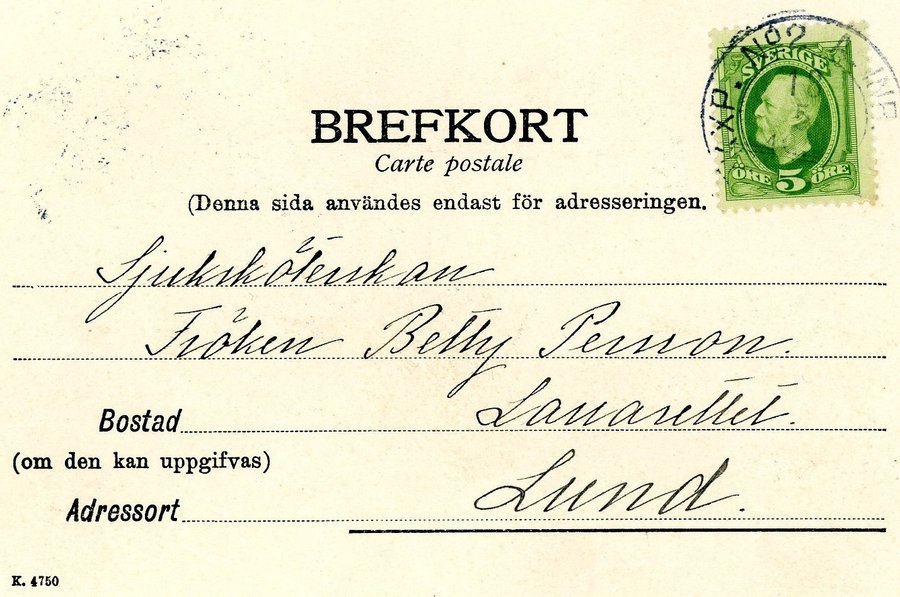 SVERIGE
ÖRE 5 ÖRE
BREFKORT
Carte postale
(Denna sida användes endast för adresseringen.
Sjuksköterskan
Fröken Betty Persson.
Bostad Lasarettet.
(om den kan uppgifvas)
Adressort Lund.
K. 4750